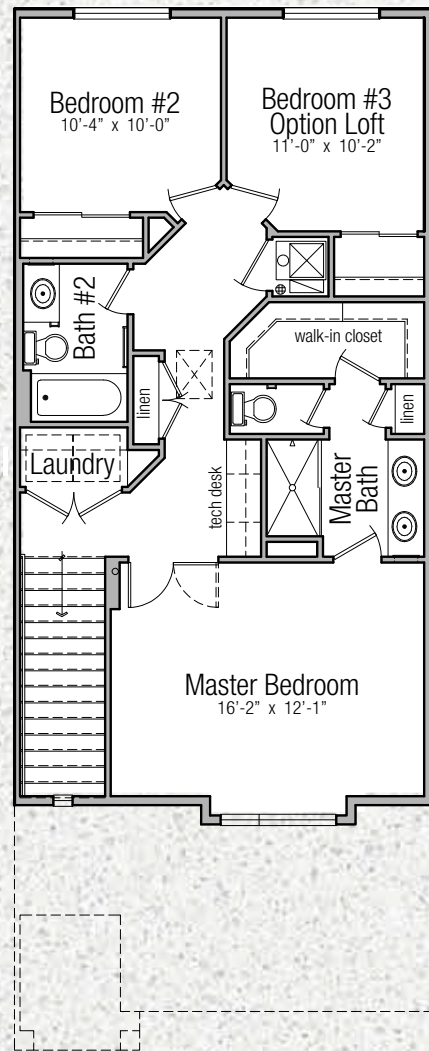 Bedroom #2
10'-4” x 10'-0”
Bedroom #3
Option Loft
11'-0” x 10'-2”
Bath #2
walk-in closet
linen
linen
Laundry
tech desk
Master
Bath
Master Bedroom
16'-2” x 12'-1”